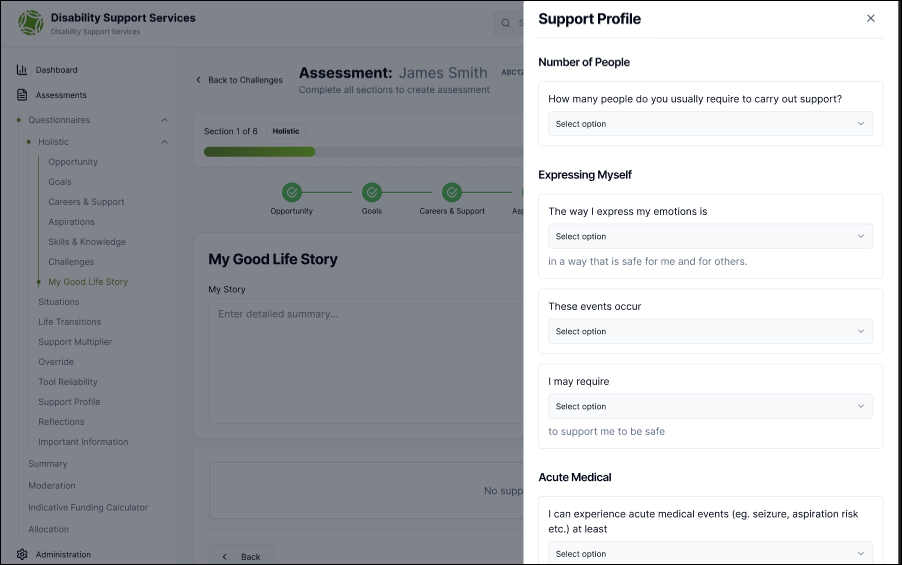 Disability Support Services
Disability Support Services
Dashboard
Assessments
Questionnaires
Holistic
Opportunity
Goals
Careers & Support
Aspirations
Skills & Knowledge
Challenges
My Good Life Story
Situations
Life Transitions
Support Multiplier
Override
Tool Reliability
Support Profile
Reflections
Important Information
Summary
Moderation
Indicative Funding Calculator
Allocation
Administration
S
Back to Challenges
Assessment: James Smith ABC12
Complete all sections to create assessment
Section 1 of 6 Holistic
Opportunity Goals Careers & Support Asp
My Good Life Story
My Story
Enter detailed summary...
No supp
Back
Support Profile
Number of People
How many people do you usually require to carry out support?
Select option
Expressing Myself
The way I express my emotions is
Select option
in a way that is safe for me and for others.
These events occur
Select option
I may require
Select option
to support me to be safe
Acute Medical
I can experience acute medical events (eg. seizure, aspiration risk
etc.) at least
Select option